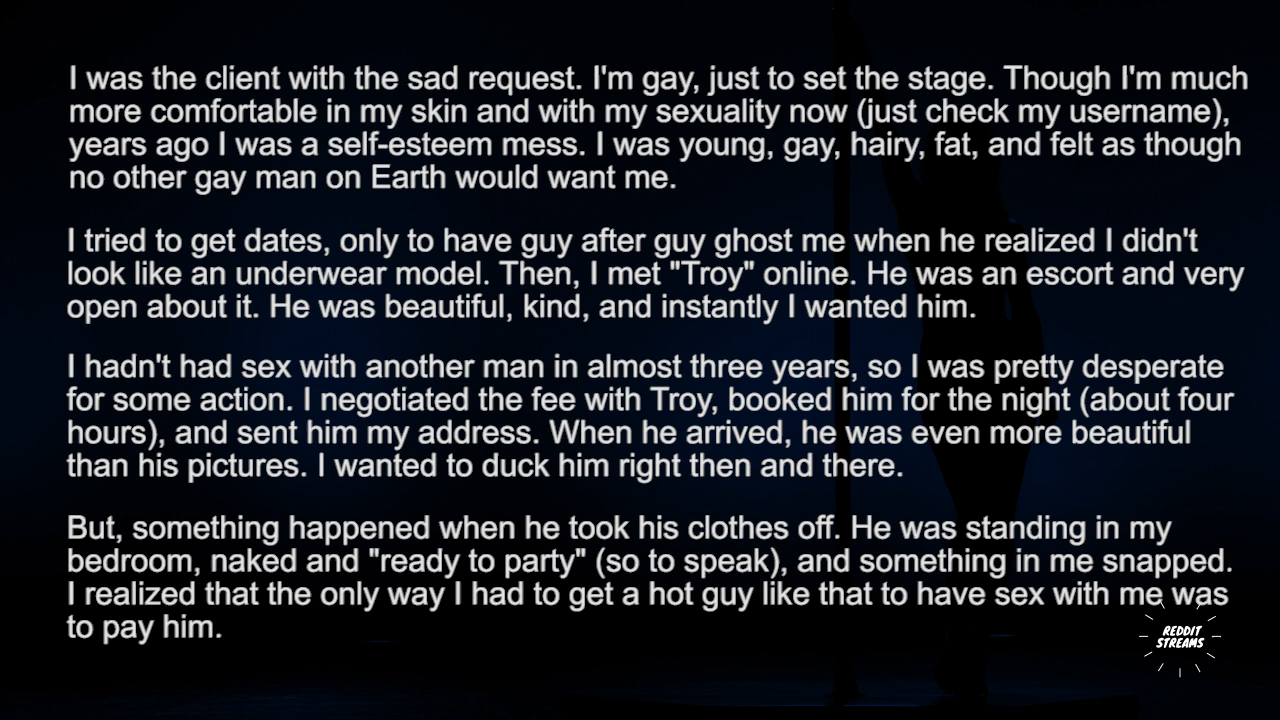 I was the client with the sad request. I'm gay, just to set the stage. Though I'm much
more comfortable in my skin and with my sexuality now (just check my username),
years ago I was a self-esteem mess. I was young, gay, hairy, fat, and felt as though
no other gay man on Earth would want me.
I tried to get dates, only to have guy after guy ghost me when he realized I didn't
look like an underwear model. Then, I met "Troy" online. He was an escort and very
open about it. He was beautiful, kind, and instantly I wanted him.
I hadn't had sex with another man in almost three years, so I was pretty desperate
for some action. I negotiated the fee with Troy, booked him for the night (about four
hours), and sent him my address. When he arrived, he was even more beautiful
than his pictures. I wanted to duck him right then and there.
But, something happened when he took his clothes off. He was standing in my
bedroom, naked and "ready to party" (so to speak), and something in me snapped.
I realized that the only way I had to get a hot guy like that to have sex with me was
to pay him.
REDDIT
STREAMS